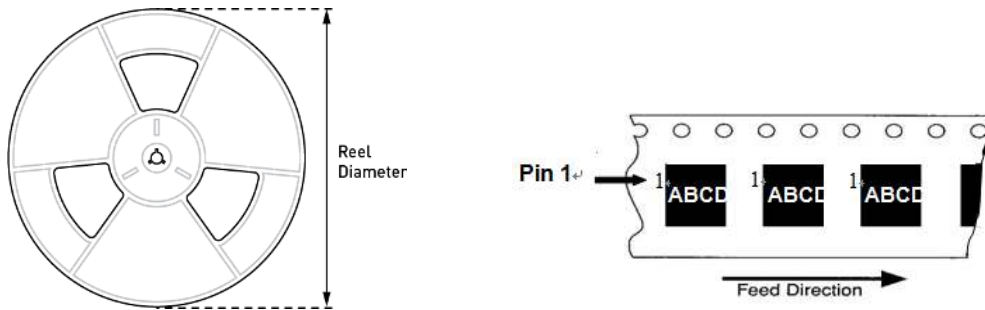 Reel
Diameter
Pin 1↵
1
ABCD
1
ABCD
1
ABCD
Feed Direction